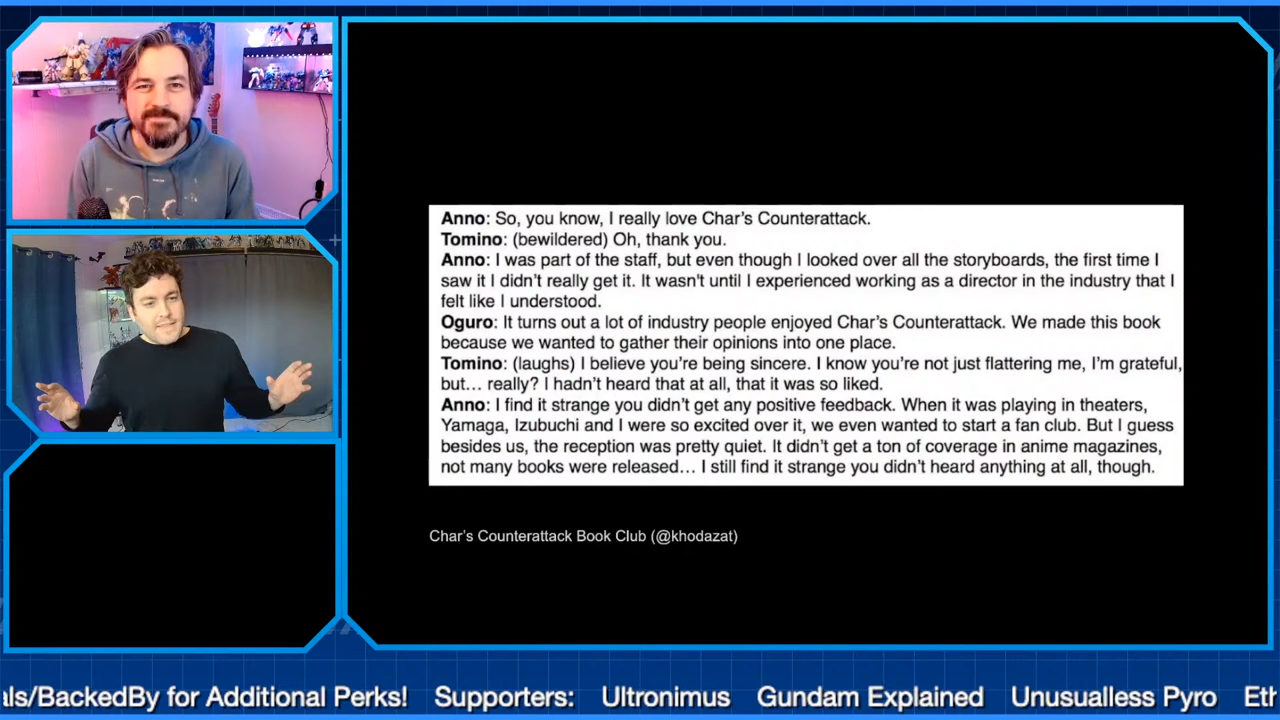 Anno: So, you know, I really love Char's Counterattack.
Tomino: (bewildered) Oh, thank you.
Anno: I was part of the staff, but even though I looked over all the storyboards, the first time I
saw it I didn't really get it. It wasn't until I experienced working as a director in the industry that I
felt like I understood.
Oguro: It turns out a lot of industry people enjoyed Char's Counterattack. We made this book
because we wanted to gather their opinions into one place.
Tomino: (laughs) I believe you're being sincere. I know you're not just flattering me, I'm grateful,
but... really? I hadn't heard that at all, that it was so liked.
Anno: I find it strange you didn't get any positive feedback. When it was playing in theaters,
Yamaga, Izubuchi and I were so excited over it, we even wanted to start a fan club. But I guess
besides us, the reception was pretty quiet. It didn't get a ton of coverage in anime magazines,
not many books were released... I still find it strange you didn't heard anything at all, though.
Char's Counterattack Book Club (@khodazat)
als/BackedBy for Additional Perks! Supporters: Ultronimus Gundam Explained Unusualless Pyro Eth